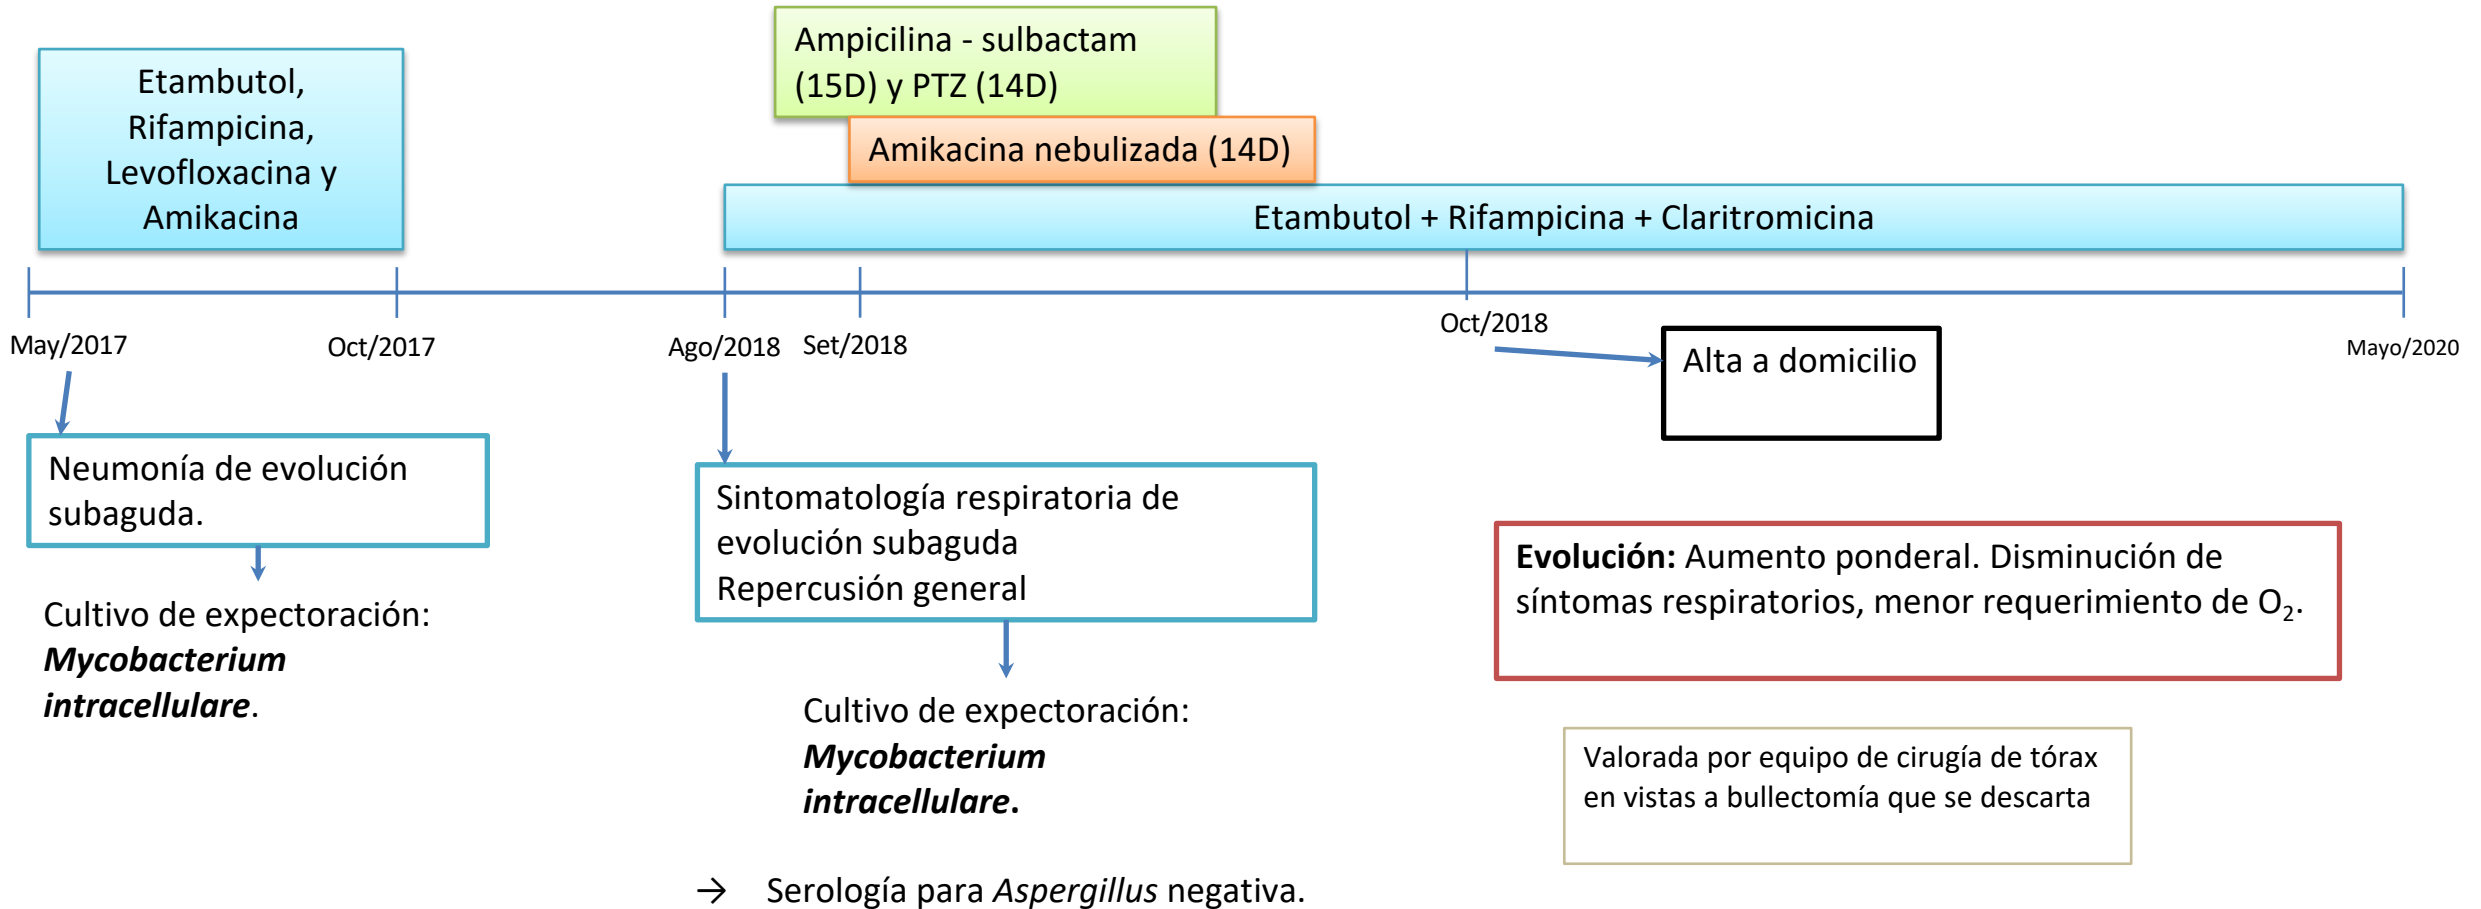 Etambutol,
Rifampicina,
Levofloxacina y
Amikacina
Ampicilina - sulbactam
(15D) y PTZ (14D)
Amikacina nebulizada (14D)
Etambutol + Rifampicina + Claritromicina
May/2017
Oct/2017
Ago/2018
Set/2018
Oct/2018
Mayo/2020
Alta a domicilio
Neumonía de evolución
subaguda.
Cultivo de expectoración:
Mycobacterium
intracellulare.
Sintomatología respiratoria de
evolución subaguda
Repercusión general
Cultivo de expectoración:
Mycobacterium
intracellulare.
→ Serología para Aspergillus negativa.
Evolución: Aumento ponderal. Disminución de
síntomas respiratorios, menor requerimiento de O₂.
Valorada por equipo de cirugía de tórax
en vistas a bullectomía que se descarta